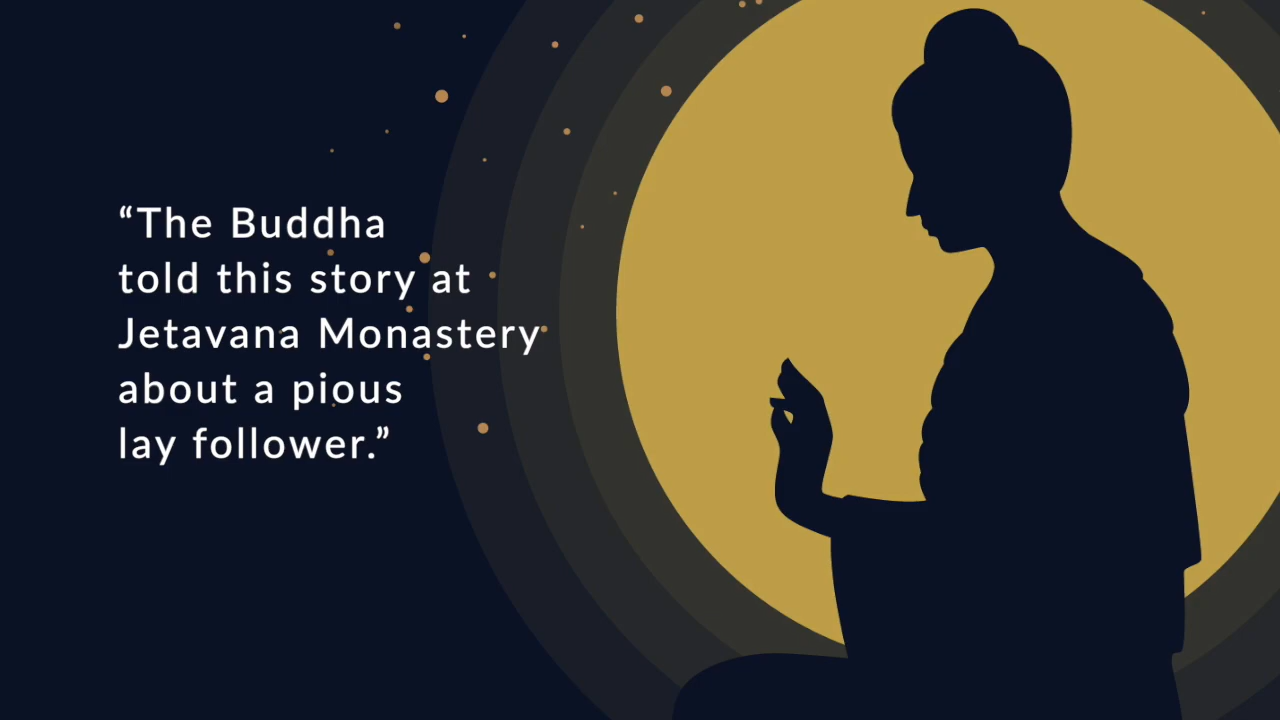 “The Buddha
told this story at
Jetavana Monastery
about a pious
lay follower.”